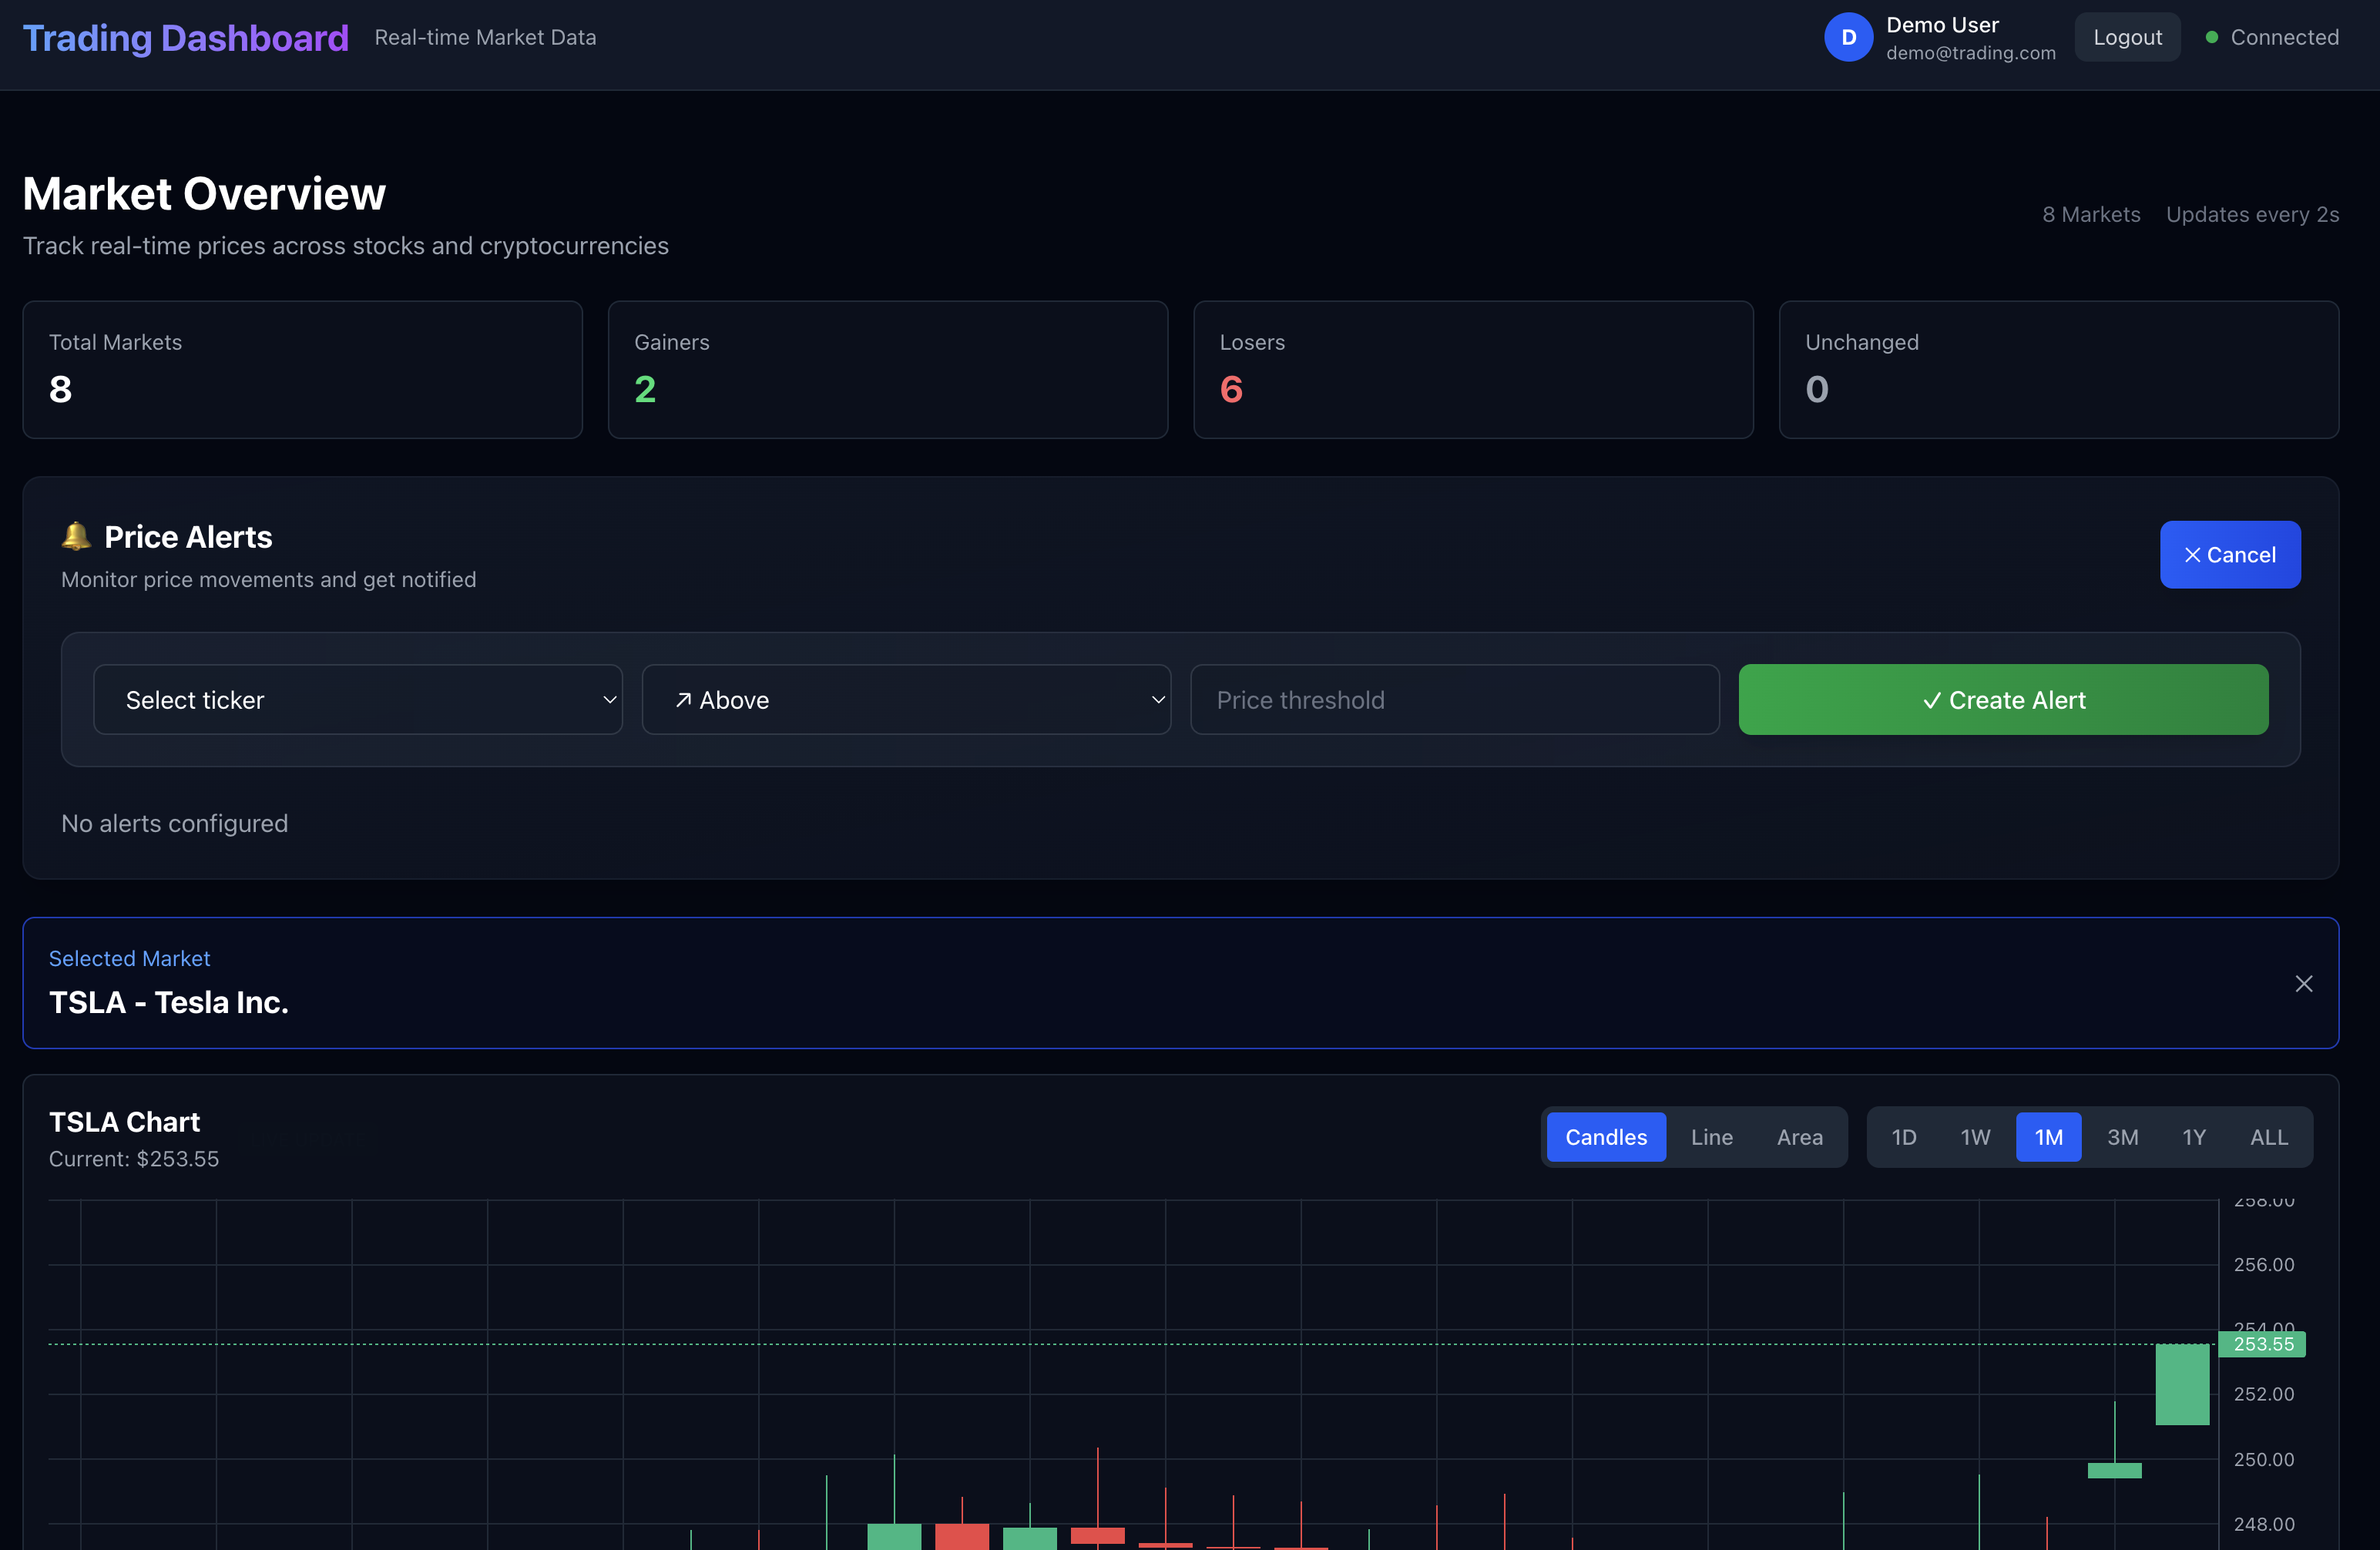 Trading Dashboard
Real-time Market Data
D
Demo User
demo@trading.com
Logout
Connected
Market Overview
Track real-time prices across stocks and cryptocurrencies
8 Markets
Updates every 2s
Total Markets
8
Gainers
2
Losers
6
Unchanged
0
🔔 Price Alerts
Monitor price movements and get notified
✕ Cancel
Select ticker
↗ Above
Price threshold
✓ Create Alert
No alerts configured
Selected Market
TSLA - Tesla Inc.
✕
TSLA Chart
Current: $253.55
Candles
Line
Area
1D
1W
1M
3M
1Y
ALL
258.00
256.00
254.00
253.55
252.00
250.00
248.00